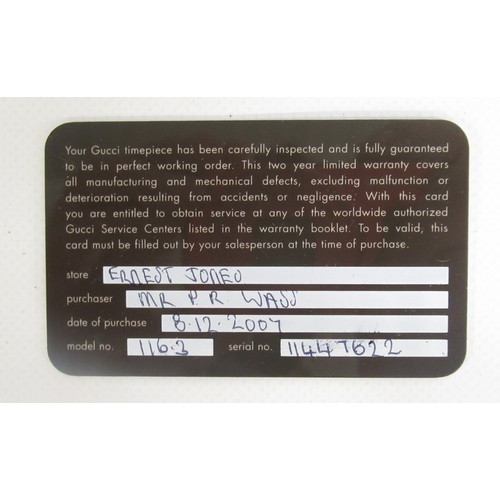 Your Gucci timepiece has been carefully inspected and is fully guaranteed
to be in perfect working order. This two year limited warranty covers
all manufacturing and mechanical defects, excluding malfunction or
deterioration resulting from accidents or negligence. With this card
you are entitled to obtain service at any of the worldwide authorized
Gucci Service Centers listed in the warranty booklet. To be valid, this
card must be filled out by your salesperson at the time of purchase.
store ERNEST JONES
purchaser MR P.R. WASS
date of purchase 8.12.2007
model no. 116.3 serial no. 11447622